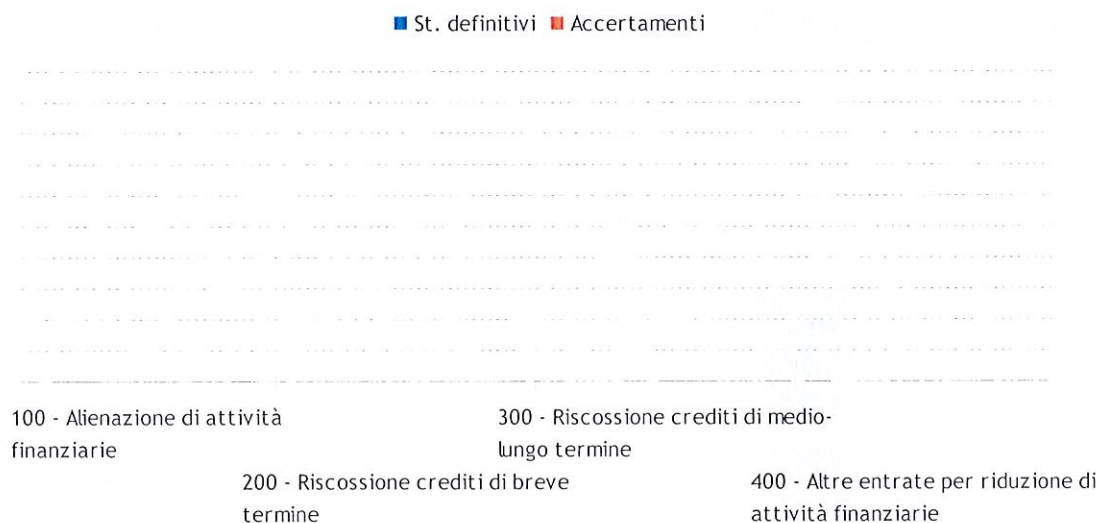 St. definitivi Accertamenti
100 - Alienazione di attività
finanziarie
200 - Riscossione crediti di breve
termine
300 - Riscossione crediti di medio-
lungo termine
400 - Altre entrate per riduzione di
attività finanziarie